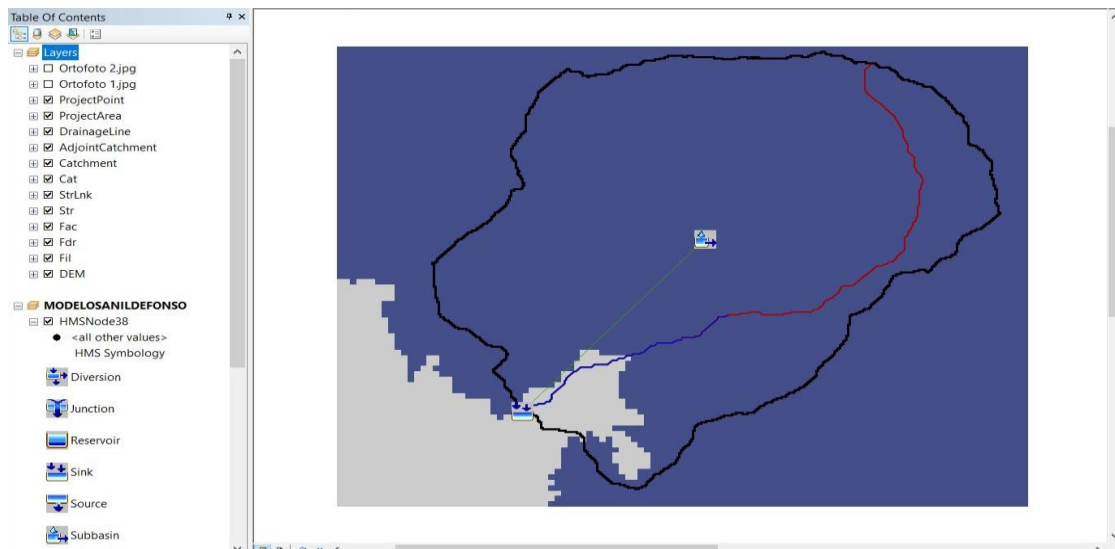 Table Of Contents
Layers
Ortofoto 2.jpg
Ortofoto 1.jpg
ProjectPoint
ProjectArea
DrainageLine
AdjointCatchment
Catchment
Cat
StrLnk
Str
Fac
Fdr
Fil
DEM
MODELOSANILDEFONSO
HMSNode38
<all other values>
HMS Symbology
Diversion
Junction
Reservoir
Sink
Source
Subbasin